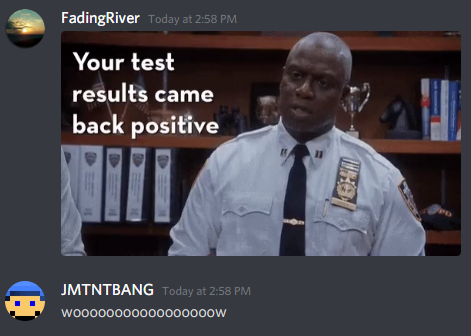 FadingRiver Today at 2:58 PM
Your test
results came
back positive
JMTNTBANG Today at 2:58 PM
wooooooooooooooooow